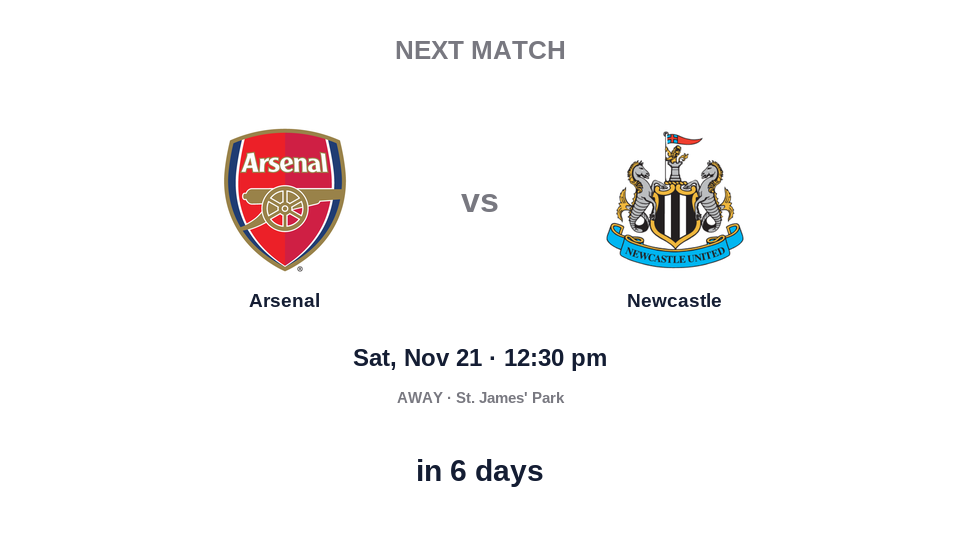 NEXT MATCH
Arsenal
®
vs
NEWCASTLE UNITED
Arsenal
Newcastle
Sat, Nov 21 · 12:30 pm
AWAY · St. James' Park
in 6 days